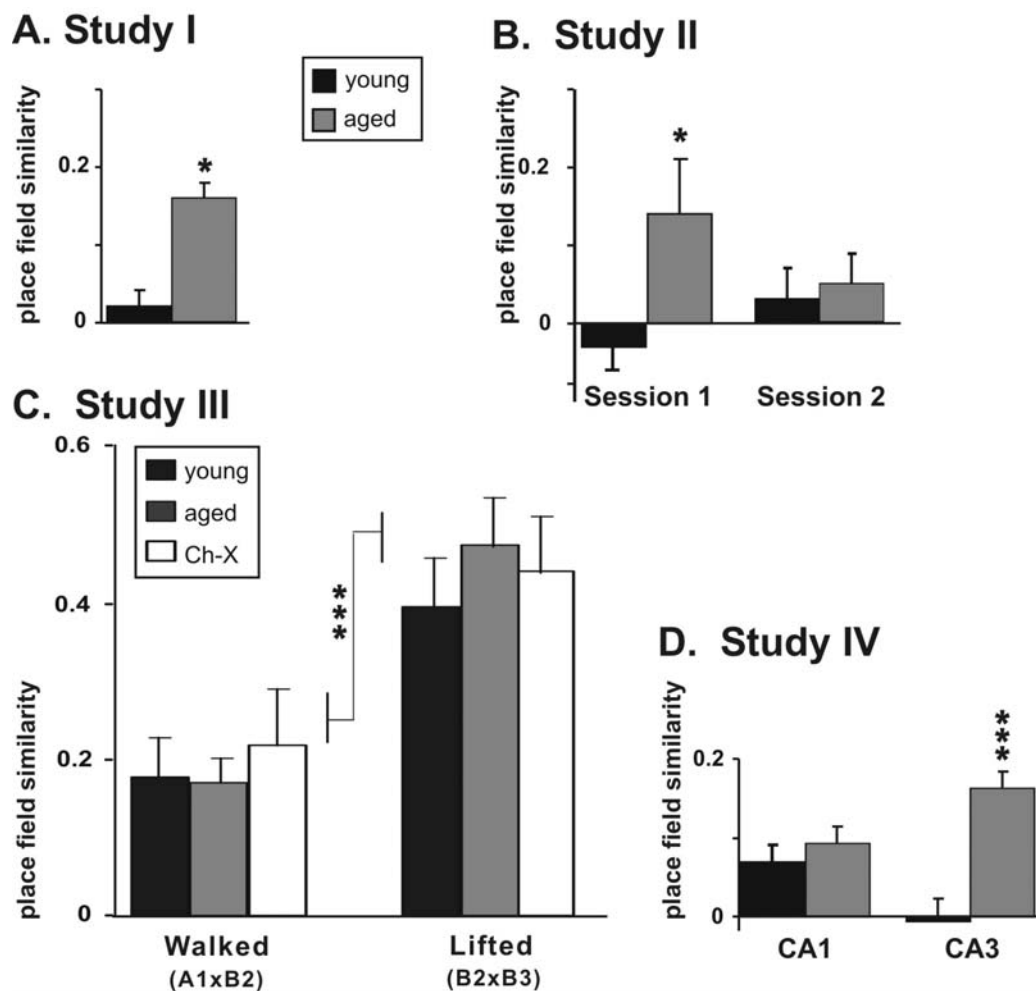 A. Study I
young
aged
place field similarity
0.2
*
0
B. Study II
place field similarity
0.2
*
0
Session 1
Session 2
C. Study III
young
aged
Ch-X
place field similarity
0.6
0.4
0.2
0
***
Walked
(A1xB2)
Lifted
(B2xB3)
D. Study IV
place field similarity
0.2
***
0
CA1
CA3